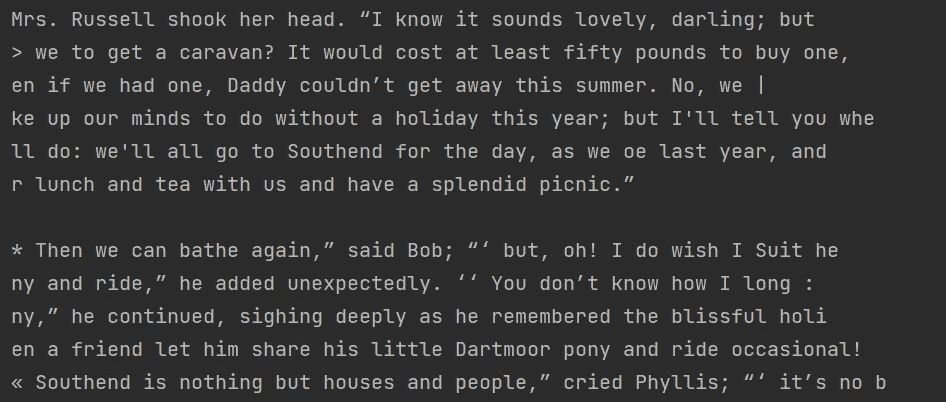 Mrs. Russell shook her head. “I know it sounds lovely, darling; but
> we to get a caravan? It would cost at least fifty pounds to buy one,
en if we had one, Daddy couldn’t get away this summer. No, we |
ke up our minds to do without a holiday this year; but I'll tell you whe
ll do: we'll all go to Southend for the day, as we oe last year, and
r lunch and tea with us and have a splendid picnic.”

* Then we can bathe again,” said Bob; “‘ but, oh! I do wish I Suit he
ny and ride,” he added unexpectedly. ‘‘ You don’t know how I long :
ny,” he continued, sighing deeply as he remembered the blissful holi
en a friend let him share his little Dartmoor pony and ride occasional!
« Southend is nothing but houses and people,” cried Phyllis; “‘ it’s no b